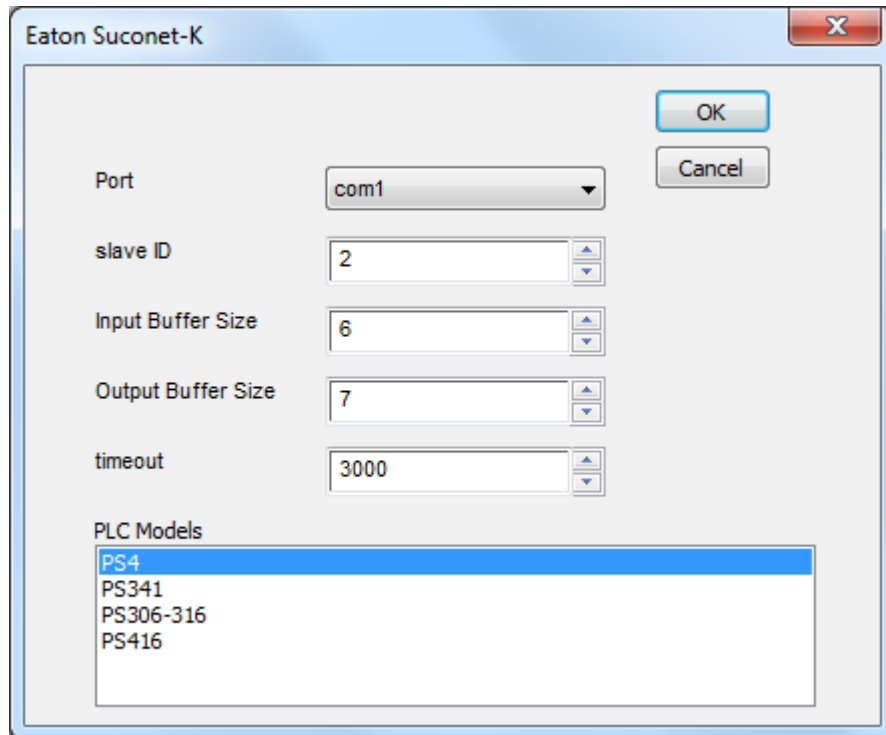 Eaton Suconet-K
OK
Cancel
Port
com1
slave ID
2
Input Buffer Size
6
Output Buffer Size
7
timeout
3000
PLC Models
PS4
PS341
PS306-316
PS416